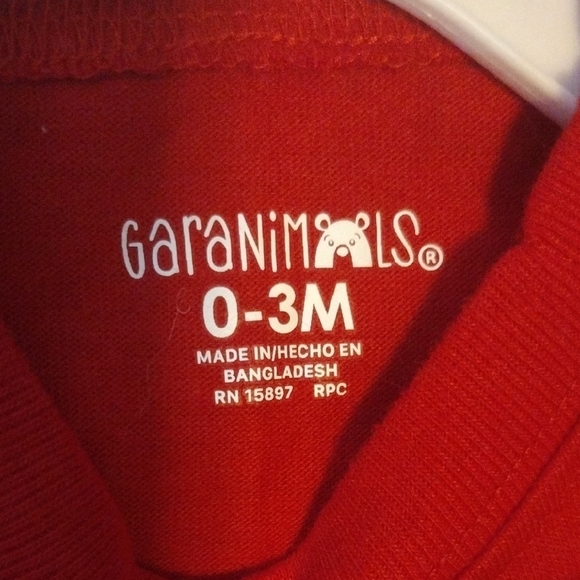 GaraNiMALS®
0-3M
MADE IN/HECHO EN
BANGLADESH
RN 15897 RPC